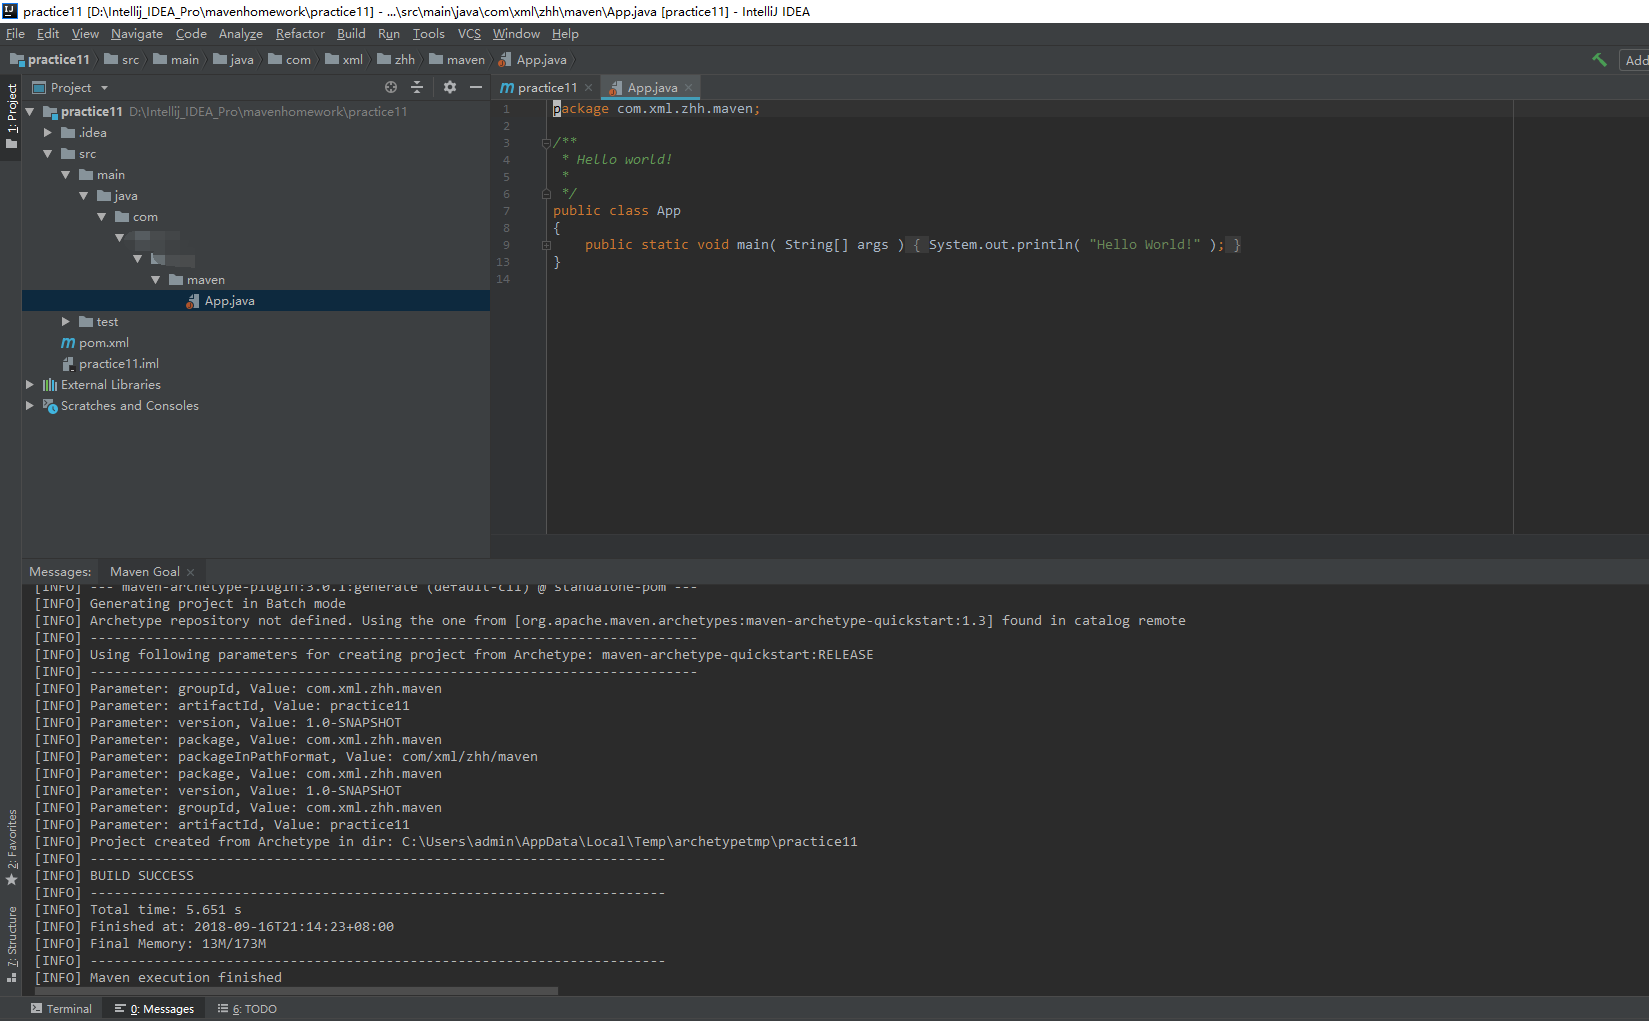 practice11 [D:\Intellij_IDEA_Pro\mavenhomework\practice11] - ...\src\main\java\com\xml\zhh\maven\App.java [practice11] - IntelliJ IDEA
File Edit View Navigate Code Analyze Refactor Build Run Tools VCS Window Help
practice11 src main java com xml zhh maven App.java Add
1: Project
Project
practice11 D:\Intellij_IDEA_Pro\mavenhomework\practice11
.idea
src
main
java
com
maven
App.java
test
pom.xml
practice11.iml
External Libraries
Scratches and Consoles
practice11 App.java
1 package com.xml.zhh.maven;
2
3 /**
4 * Hello world!
5 *
6 */
7 public class App
8 {
9 public static void main( String[] args ) { System.out.println( "Hello World!" ); }
13 }
14
Messages: Maven Goal
[INFO] --- maven-archetype-plugin:3.0.1:generate (default-cli) @ standalone-pom ---
[INFO] Generating project in Batch mode
[INFO] Archetype repository not defined. Using the one from [org.apache.maven.archetypes:maven-archetype-quickstart:1.3] found in catalog remote
[INFO] ----------------------------------------------------------------------------
[INFO] Using following parameters for creating project from Archetype: maven-archetype-quickstart:RELEASE
[INFO] ----------------------------------------------------------------------------
[INFO] Parameter: groupId, Value: com.xml.zhh.maven
[INFO] Parameter: artifactId, Value: practice11
[INFO] Parameter: version, Value: 1.0-SNAPSHOT
[INFO] Parameter: package, Value: com.xml.zhh.maven
[INFO] Parameter: packageInPathFormat, Value: com/xml/zhh/maven
[INFO] Parameter: package, Value: com.xml.zhh.maven
[INFO] Parameter: version, Value: 1.0-SNAPSHOT
[INFO] Parameter: groupId, Value: com.xml.zhh.maven
[INFO] Parameter: artifactId, Value: practice11
[INFO] Project created from Archetype in dir: C:\Users\admin\AppData\Local\Temp\archetypetmp\practice11
[INFO] ------------------------------------------------------------------------
[INFO] BUILD SUCCESS
[INFO] ------------------------------------------------------------------------
[INFO] Total time: 5.651 s
[INFO] Finished at: 2018-09-16T21:14:23+08:00
[INFO] Final Memory: 13M/173M
[INFO] ------------------------------------------------------------------------
[INFO] Maven execution finished
2: Favorites
7: Structure
Terminal 0: Messages 6: TODO